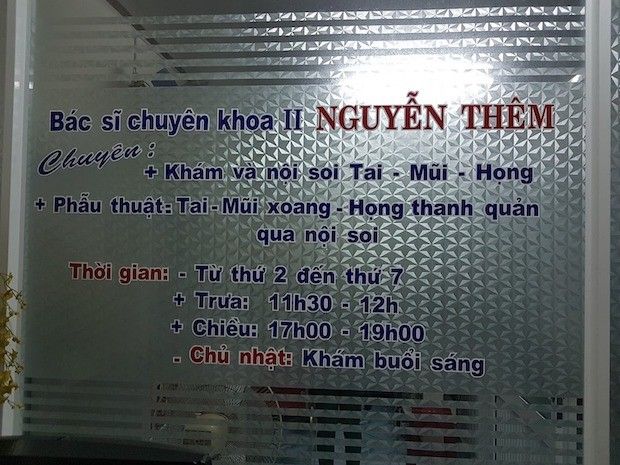 Bác sĩ chuyên khoa II NGUYỄN THÊM
Chuyên:
+ Khám và nội soi Tai - Mũi - Họng
+ Phẫu thuật: Tai - Mũi xoang - Họng thanh quản
qua nội soi
Thời gian: - Từ thứ 2 đến thứ 7
+ Trưa: 11h30 - 12h
+ Chiều: 17h00 - 19h00
- Chủ nhật: Khám buổi sáng